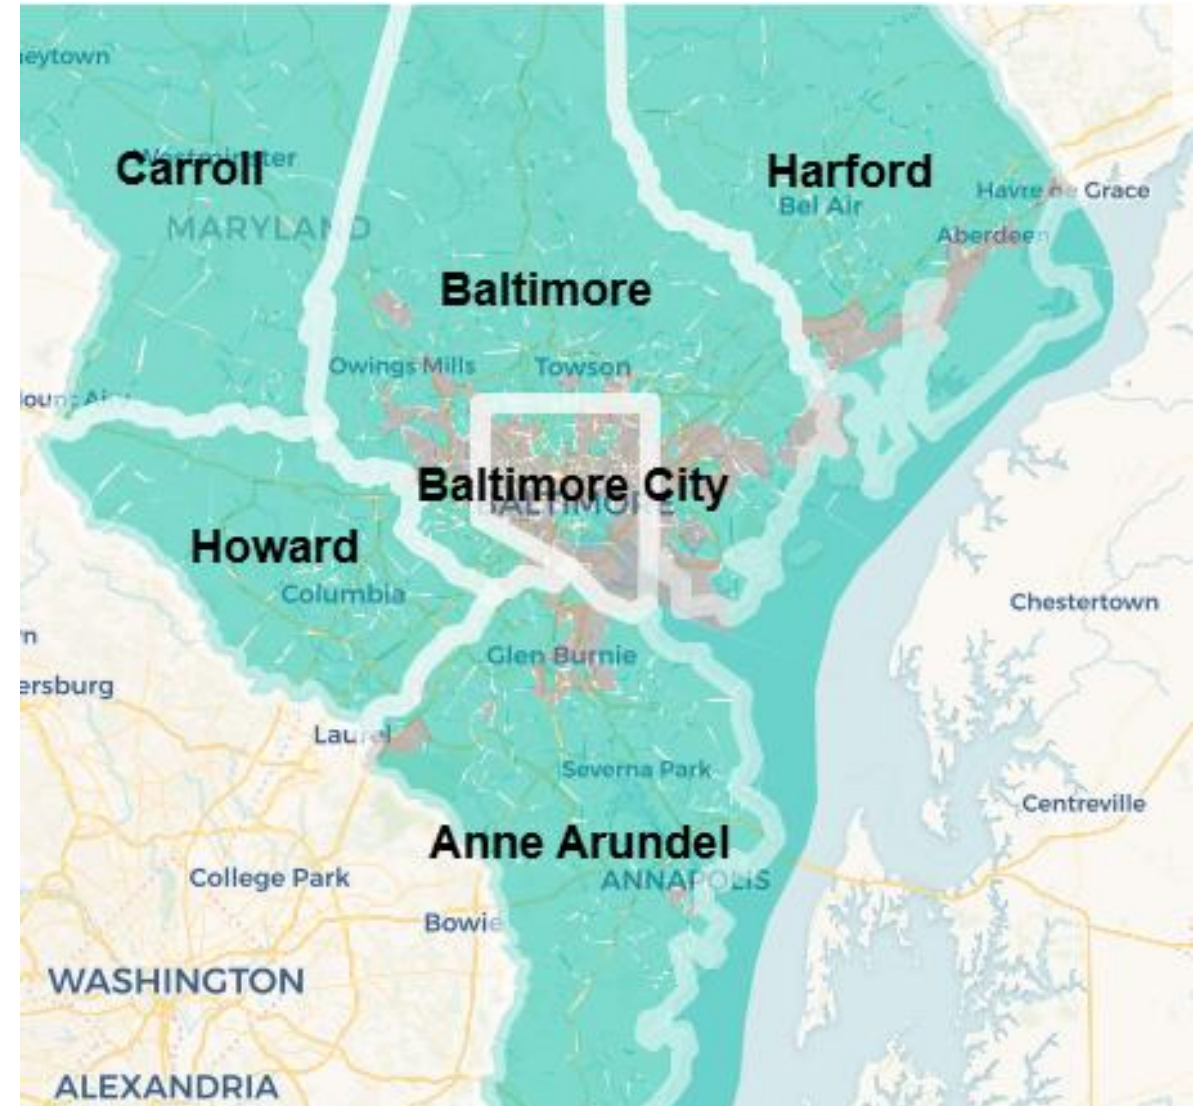 eytown
Westminster
Carroll
Harford
Havre de Grace
Bel Air
MARYLAND
Aberdeen
Baltimore
Owings Mills
Towson
Baltimore City
BALTIMORE
Howard
Columbia
Chestertown
Glen Burnie
ersburg
Laurel
Severna Park
Centreville
Anne Arundel
College Park
ANNAPOLIS
Bowie
WASHINGTON
ALEXANDRIA